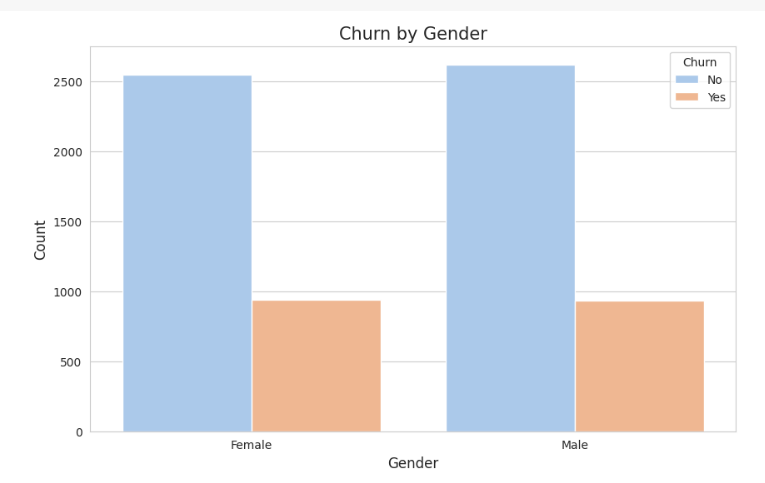 Churn by Gender
Churn
No
Yes
2500
2000
1500
1000
500
0
Count
Female
Male
Gender